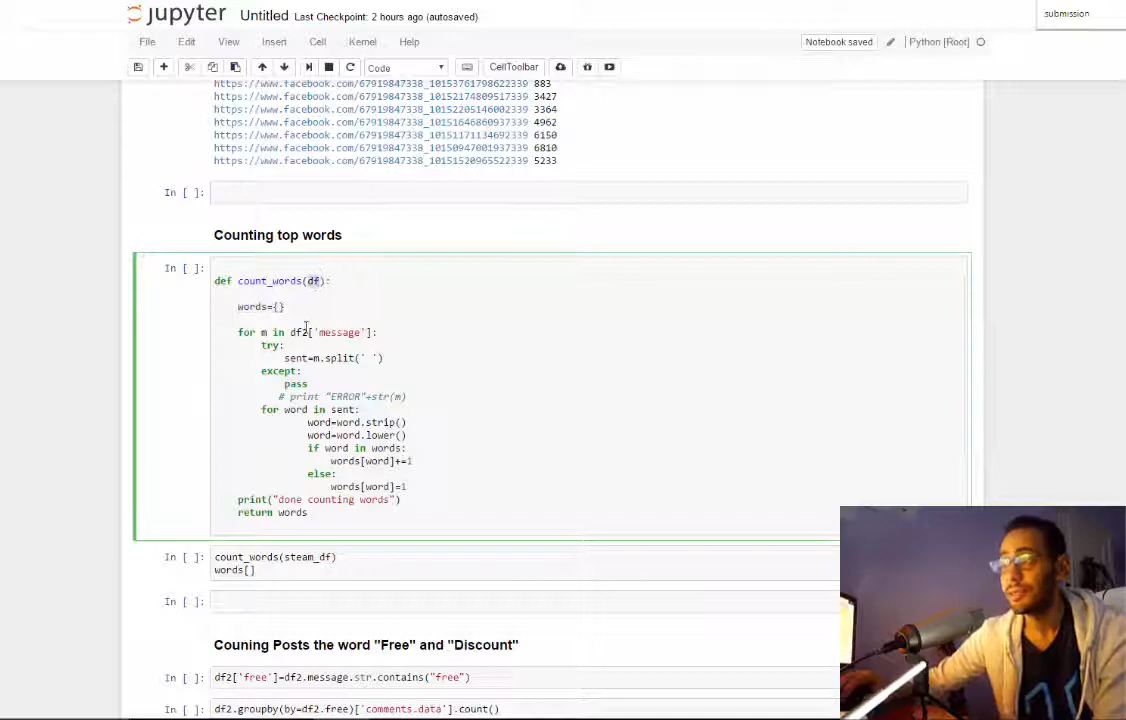 jupyter Untitled Last Checkpoint: 2 hours ago (autosaved)
submission
File Edit View Insert Cell Kernel Help Notebook saved Python [Root]
Code CellToolbar
https://www.facebook.com/67919847338_10153761798622339 883
https://www.facebook.com/67919847338_10152174809517339 3427
https://www.facebook.com/67919847338_10152205146002339 3364
https://www.facebook.com/67919847338_10151646860937339 4962
https://www.facebook.com/67919847338_10151171134692339 6150
https://www.facebook.com/67919847338_10150947001937339 6810
https://www.facebook.com/67919847338_10151520965522339 5233
In [ ]:
Counting top words
In [ ]:
def count_words(df):
words={}
for m in df2['message']:
try:
sent=m.split(' ')
except:
pass
# print "ERROR"+str(m)
for word in sent:
word=word.strip()
word=word.lower()
if word in words:
words[word]+=1
else:
words[word]=1
print("done counting words")
return words
In [ ]: count_words(steam_df)
words[]
In [ ]:
Couning Posts the word "Free" and "Discount"
In [ ]: df2['free']=df2.message.str.contains("free")
In [ ]: df2.groupby(by=df2.free)['comments.data'].count()